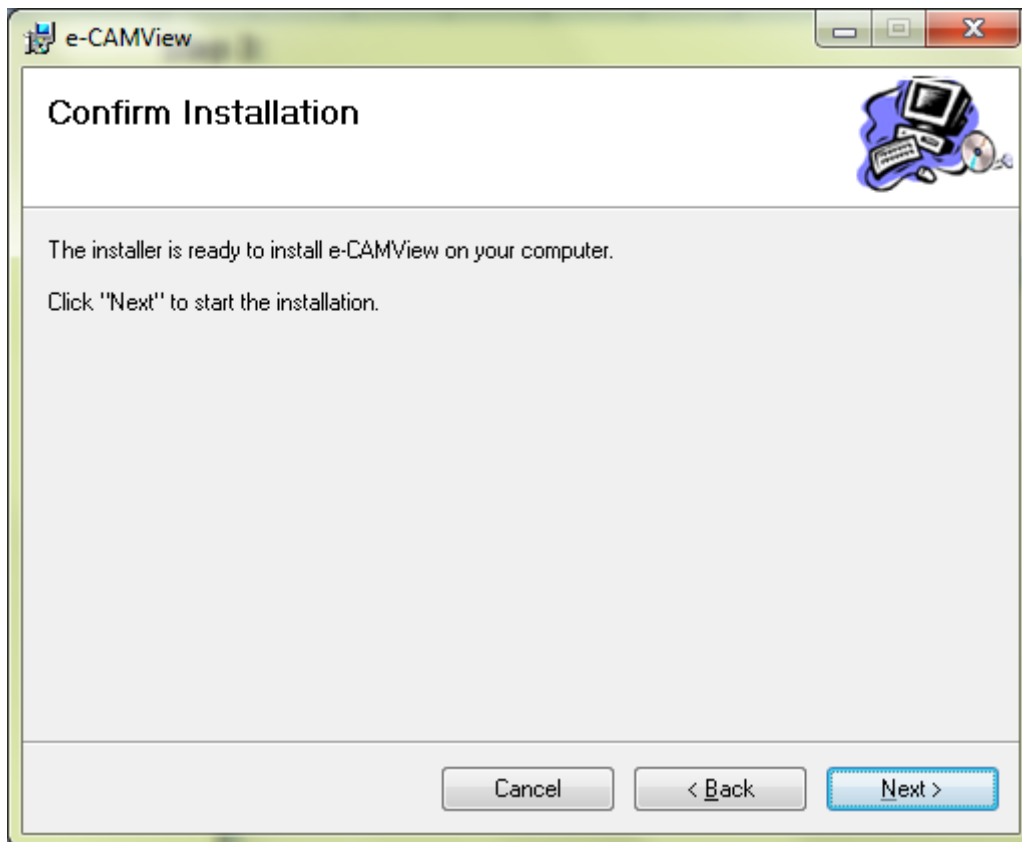 e-CAMView
Confirm Installation
The installer is ready to install e-CAMView on your computer.
Click "Next" to start the installation.
Cancel
< Back
Next >